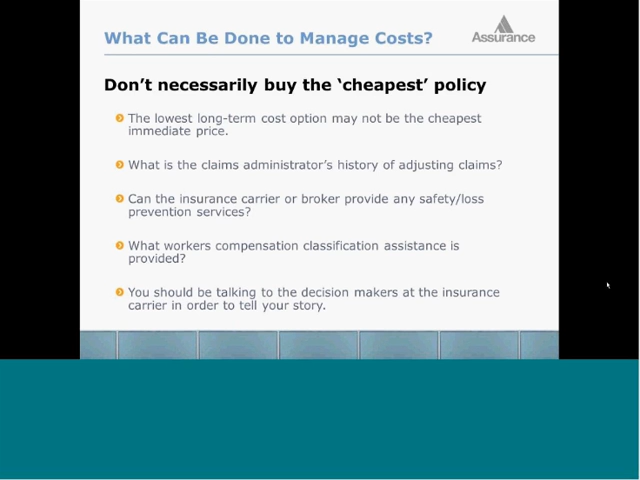 What Can Be Done to Manage Costs?
Assurance
Don't necessarily buy the ‘cheapest’ policy
The lowest long-term cost option may not be the cheapest
immediate price.
What is the claims administrator's history of adjusting claims?
Can the insurance carrier or broker provide any safety/loss
prevention services?
What workers compensation classification assistance is
provided?
You should be talking to the decision makers at the insurance
carrier in order to tell your story.